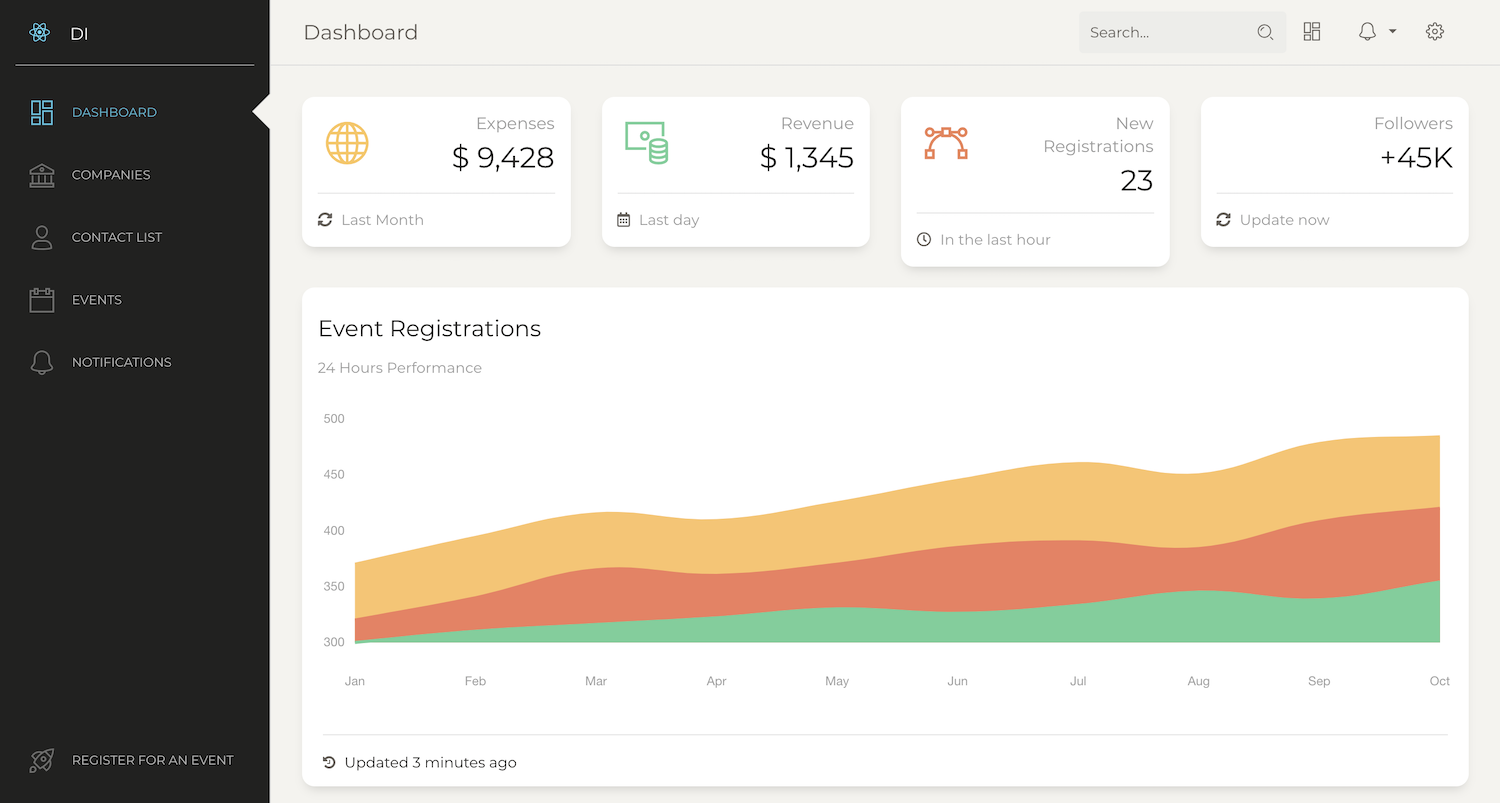 DI
DASHBOARD
COMPANIES
CONTACT LIST
EVENTS
NOTIFICATIONS
REGISTER FOR AN EVENT
Dashboard
Search...
Expenses
$ 9,428
Last Month
Revenue
$ 1,345
Last day
New
Registrations
23
In the last hour
Followers
+45K
Update now
Event Registrations
24 Hours Performance
500
450
400
350
300
Jan Feb Mar Apr May Jun Jul Aug Sep Oct
Updated 3 minutes ago